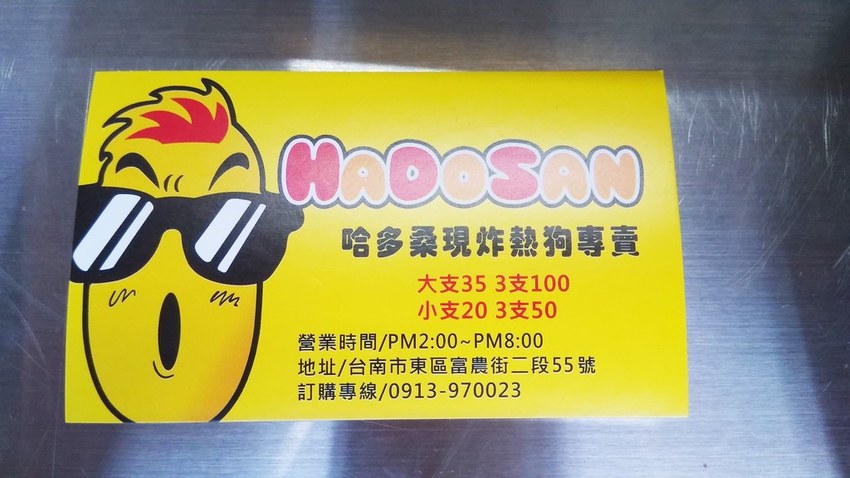 HADOSAN
哈多桑現炸熱狗專賣
大支35 3支100
小支20 3支50
營業時間/PM2:00~PM8:00
地址/台南市東區富農街二段55號
訂購專線/0913-970023